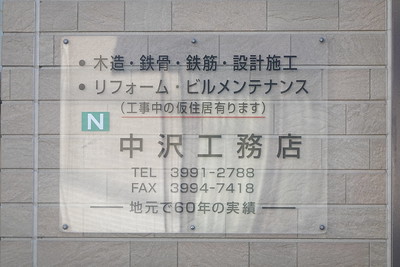 • 木造・鉄骨・鉄筋・設計施工
• リフォーム・ビルメンテナンス
(工事中の仮住居有ります)
N 中沢工務店
TEL 3991-2788
FAX 3994-7418
地元で60年の実績